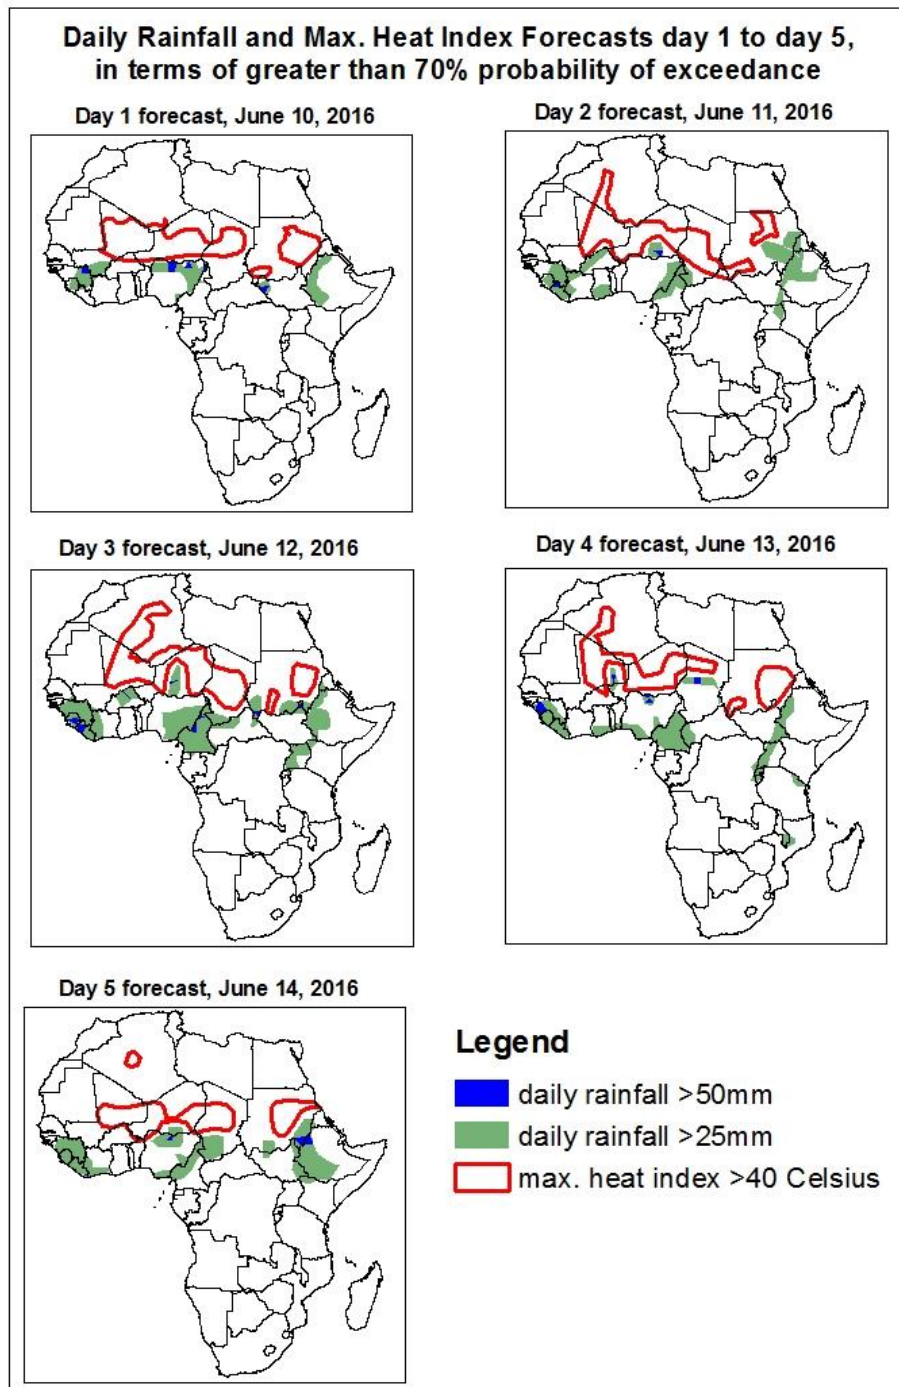 Daily Rainfall and Max. Heat Index Forecasts day 1 to day 5,
in terms of greater than 70% probability of exceedance
Day 1 forecast, June 10, 2016
Day 2 forecast, June 11, 2016
Day 3 forecast, June 12, 2016
Day 4 forecast, June 13, 2016
Day 5 forecast, June 14, 2016
Legend
daily rainfall >50mm
daily rainfall >25mm
max. heat index >40 Celsius